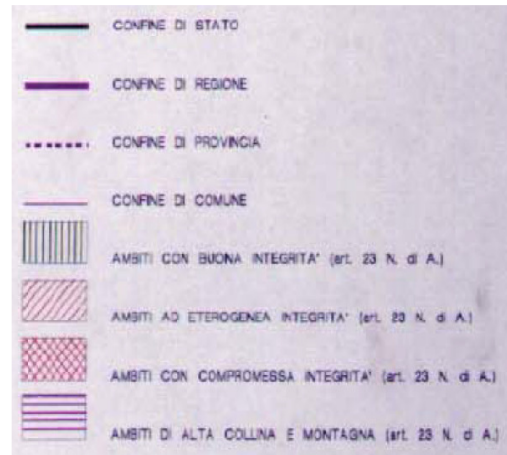 CONFINE DI STATO
CONFINE DI REGIONE
CONFINE DI PROVINCIA
CONFINE DI COMUNE
AMBITI CON BUONA INTEGRITA' (art. 23 N. di A.)
AMBITI AD ETEROGENEA INTEGRITA' (art. 23 N. di A.)
AMBITI CON COMPROMESSA INTEGRITA' (art. 23 N. di A.)
AMBITI DI ALTA COLLINA E MONTAGNA (art. 23 N. di A.)